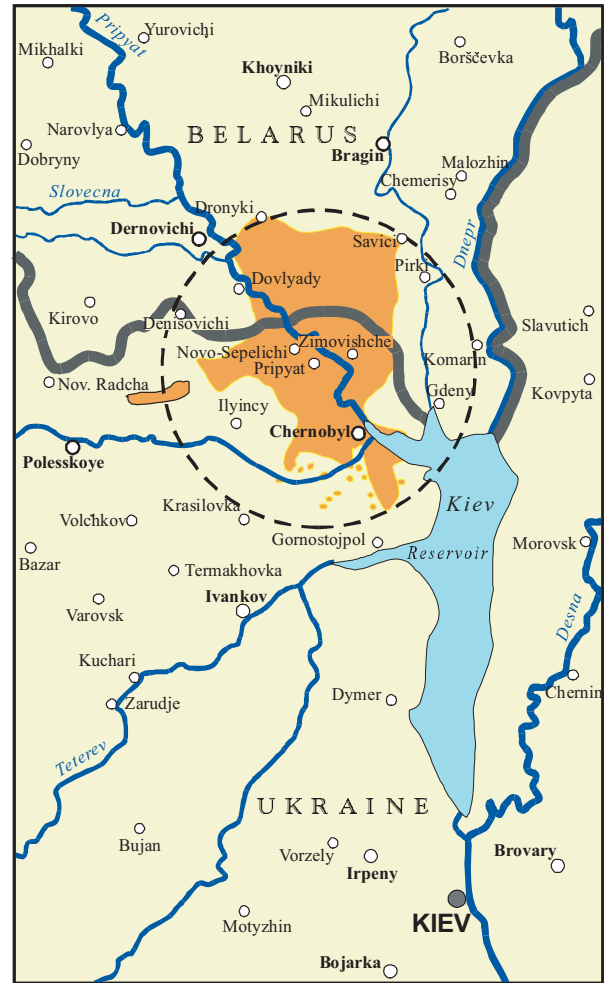 Pripyat
Yurovichi
Mikhalki
Borščevka
Khoyniki
Mikulichi
Narovlya
BELARUS
Dobryny
Bragin
Malozhin
Chemerisy
Slovecna
Dronyki
Dernovichi
Savici
Dnepr
Pirki
Dovlyady
Kirovo
Denisovichi
Slavutich
Zimovishche
Novo-Sepelichi
Pripyat
Komarin
Nov. Radcha
Gdeny
Kovpyta
Ilyincy
Chernobyl
Polesskoye
Krasilovka
Kiev
Volchkov
Gornostojpol
Reservoir
Morovsk
Bazar
Termakhovka
Ivankov
Varovsk
Desna
Kuchari
Chernin
Zarudje
Dymer
Teterev
UKRAINE
Bujan
Vorzely
Irpeny
Brovary
KIEV
Motyzhin
Bojarka